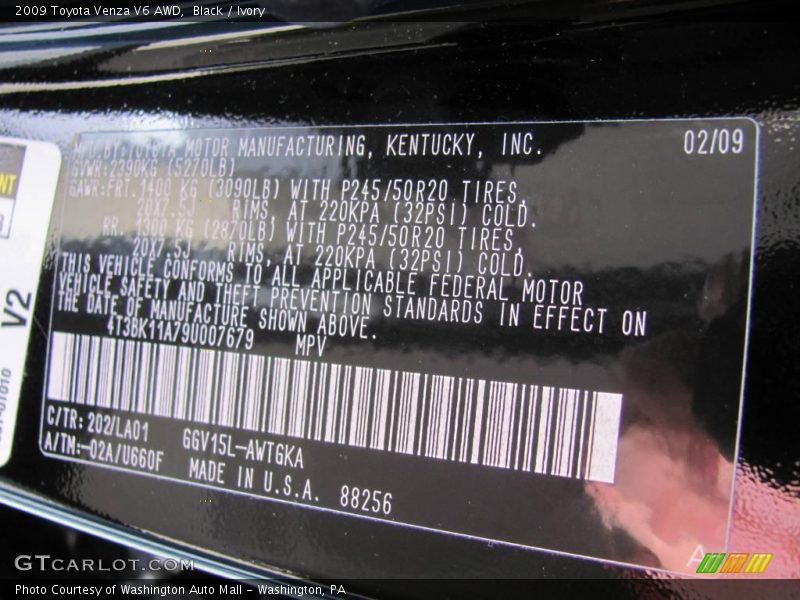 2009 Toyota Venza V6 AWD, Black / Ivory
MFD BY: TOYOTA MOTOR MANUFACTURING, KENTUCKY, INC. 02/09
GVWR: 2390KG (5270LB)
GAWR: FRT. 1400 KG (3090LB) WITH P245/50R20 TIRES,
20X7.5J RIMS, AT 220KPA (32PSI) COLD.
RR. 1300 KG (2870LB) WITH P245/50R20 TIRES,
20X7.5J RIMS, AT 220KPA (32PSI) COLD.
THIS VEHICLE CONFORMS TO ALL APPLICABLE FEDERAL MOTOR
VEHICLE SAFETY AND THEFT PREVENTION STANDARDS IN EFFECT ON
THE DATE OF MANUFACTURE SHOWN ABOVE.
4T3BK11A79U007679 MPV
C/TR: 202/LA01 GGV15L-AWTGKA
A/TM: -02A/U660F MADE IN U.S.A. 88256
V2
GTCARLOT.COM
Photo Courtesy of Washington Auto Mall - Washington, PA